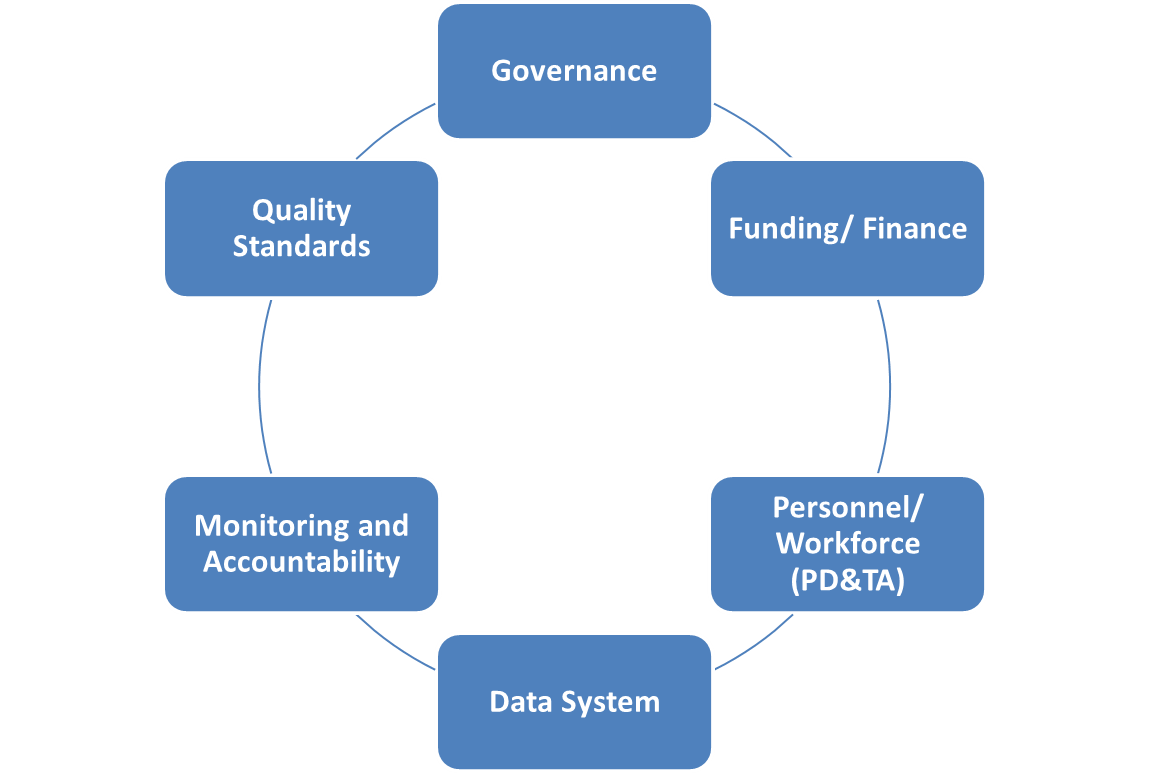 Governance
Quality
Standards
Funding/ Finance
Monitoring and
Accountability
Personnel/
Workforce
(PD&TA)
Data System